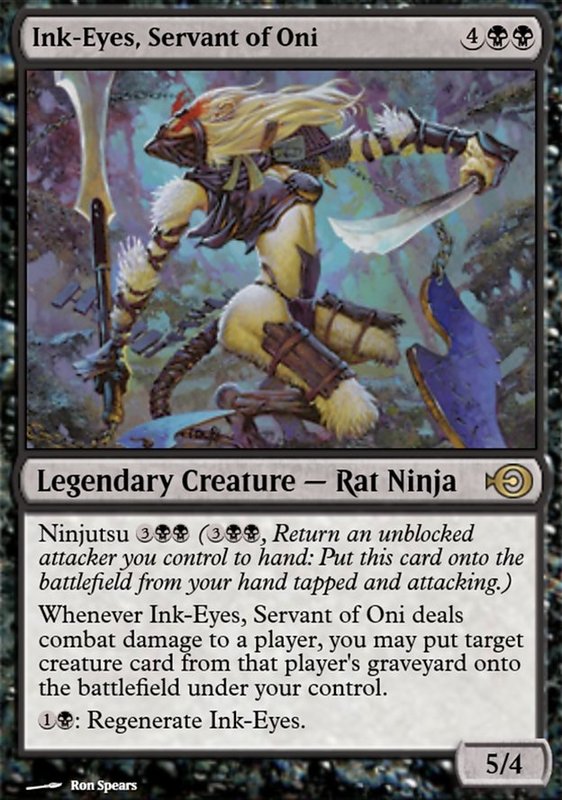 Ink-Eyes, Servant of Oni 4
Legendary Creature — Rat Ninja
Ninjutsu 3 (3, Return an unblocked
attacker you control to hand: Put this card onto the
battlefield from your hand tapped and attacking.)
Whenever Ink-Eyes, Servant of Oni deals
combat damage to a player, you may put target
creature card from that player's graveyard onto
the battlefield under your control.
1: Regenerate Ink-Eyes.
5/4
Ron Spears